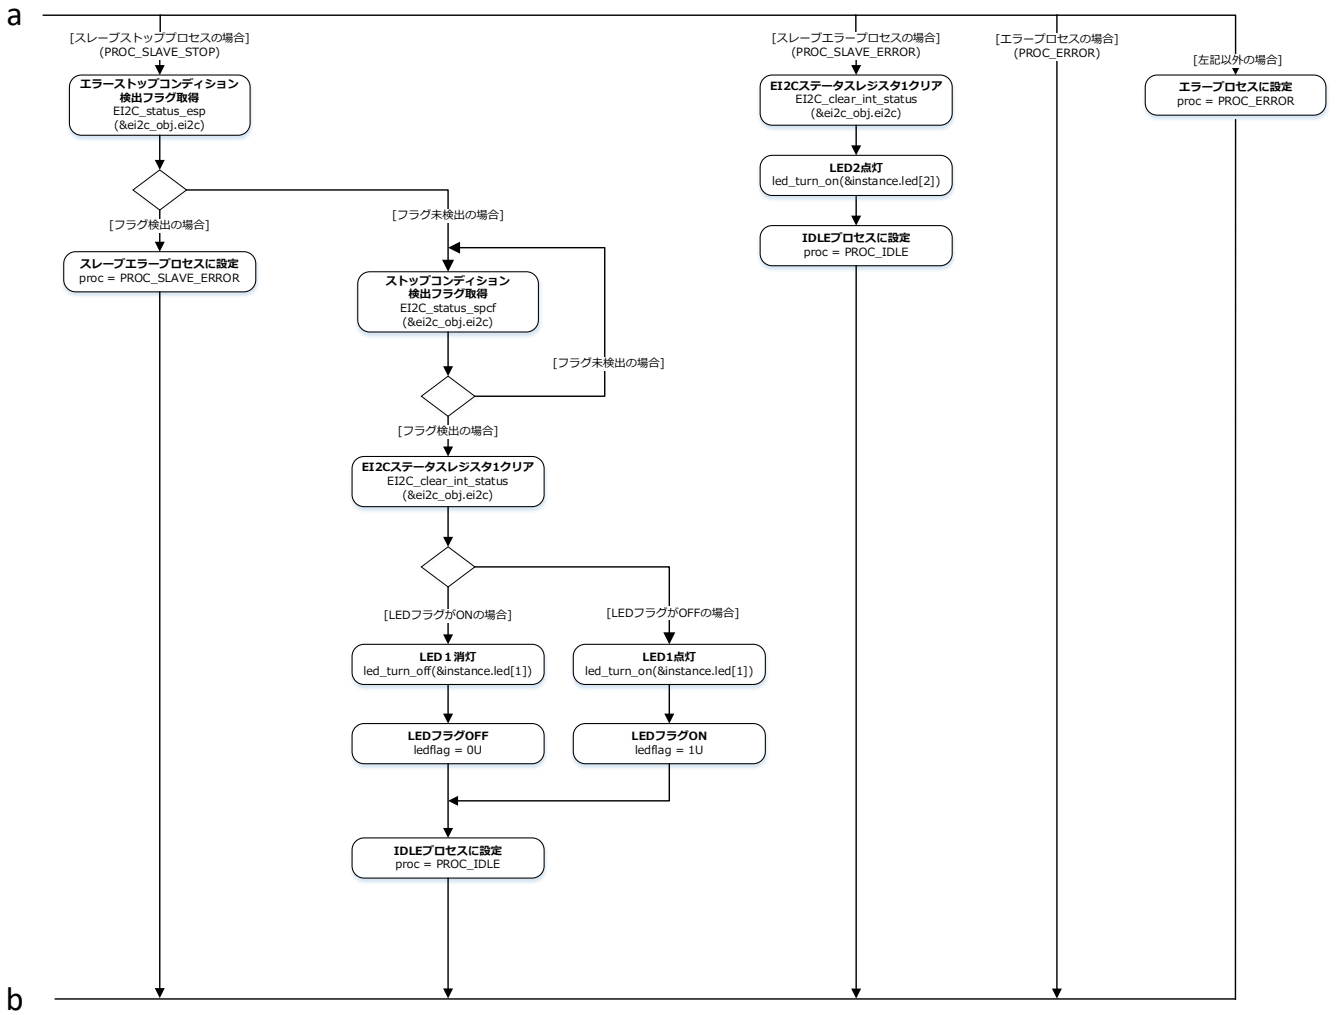 a
[スレーブストッププロセスの場合]
(PROC_SLAVE_STOP)
エラーストップコンディション
検出フラグ取得
EI2C_status_esp
(&ei2c_obj.ei2c)
[フラグ検出の場合]
スレーブエラープロセスに設定
proc = PROC_SLAVE_ERROR
[フラグ未検出の場合]
ストップコンディション
検出フラグ取得
EI2C_status_spcf
(&ei2c_obj.ei2c)
[フラグ未検出の場合]
[フラグ検出の場合]
EI2Cステータスレジスタ1クリア
EI2C_clear_int_status
(&ei2c_obj.ei2c)
[LEDフラグがONの場合]
LED１消灯
led_turn_off(&instance.led[1])
LEDフラグOFF
ledflag = 0U
[LEDフラグがOFFの場合]
LED1点灯
led_turn_on(&instance.led[1])
LEDフラグON
ledflag = 1U
IDLEプロセスに設定
proc = PROC_IDLE
[スレーブエラープロセスの場合]
(PROC_SLAVE_ERROR)
EI2Cステータスレジスタ1クリア
EI2C_clear_int_status
(&ei2c_obj.ei2c)
LED2点灯
led_turn_on(&instance.led[2])
IDLEプロセスに設定
proc = PROC_IDLE
[エラープロセスの場合]
(PROC_ERROR)
[左記以外の場合]
エラープロセスに設定
proc = PROC_ERROR
b